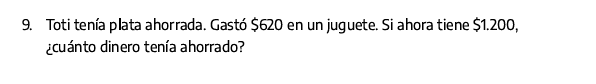 9. Toti tenía plata ahorrada. Gastó $620 en un juguete. Si ahora tiene $1.200,
¿cuánto dinero tenía ahorrado?